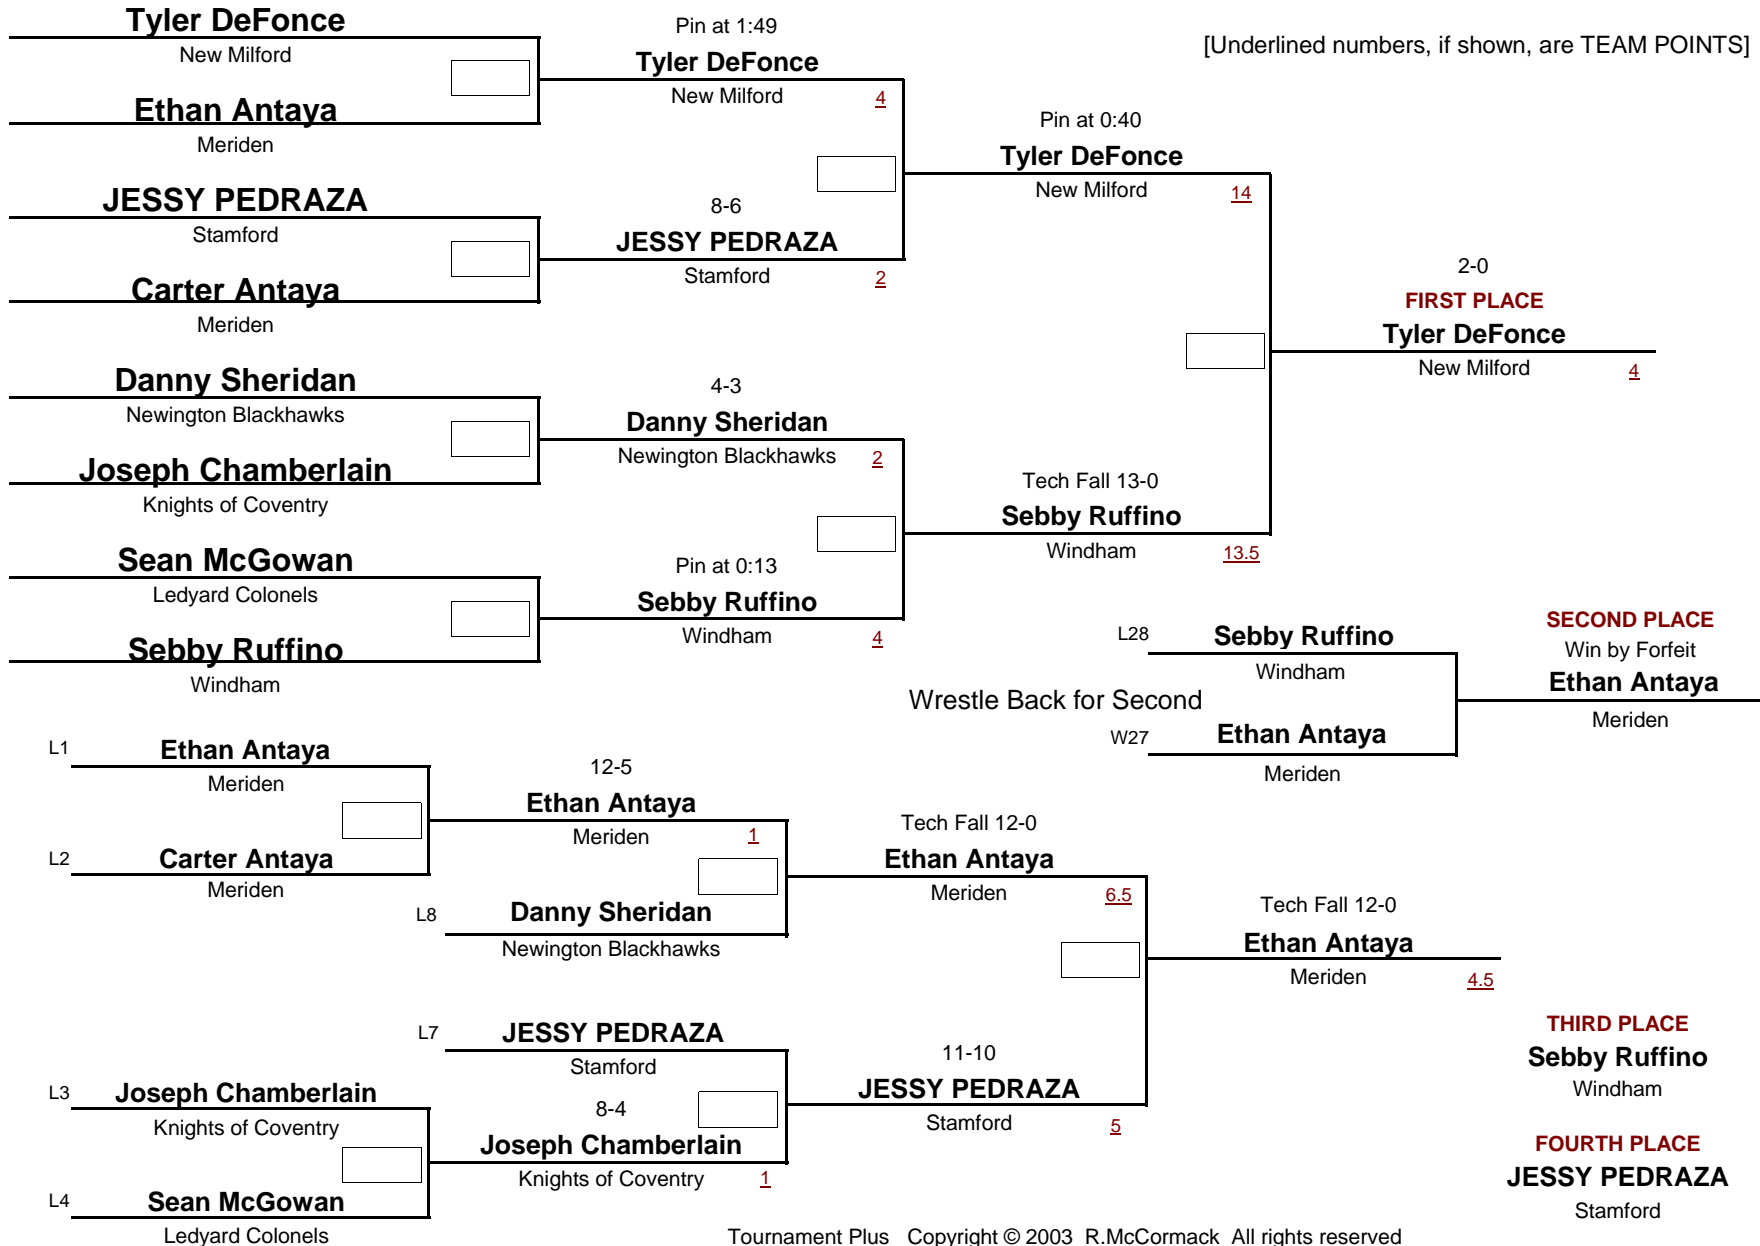 Tyler DeFonce
New Milford
Ethan Antaya
Meriden
JESSY PEDRAZA
Stamford
Carter Antaya
Meriden
Danny Sheridan
Newington Blackhawks
Joseph Chamberlain
Knights of Coventry
Sean McGowan
Ledyard Colonels
Sebby Ruffino
Windham
Pin at 1:49
Tyler DeFonce
New Milford 4
8-6
JESSY PEDRAZA
Stamford 2
4-3
Danny Sheridan
Newington Blackhawks 2
Pin at 0:13
Sebby Ruffino
Windham 4
[Underlined numbers, if shown, are TEAM POINTS]
Pin at 0:40
Tyler DeFonce
New Milford 14
Tech Fall 13-0
Sebby Ruffino
Windham 13.5
2-0
FIRST PLACE
Tyler DeFonce
New Milford 4
L28 Sebby Ruffino
Windham
Wrestle Back for Second
W27 Ethan Antaya
Meriden
SECOND PLACE
Win by Forfeit
Ethan Antaya
Meriden
L1 Ethan Antaya
Meriden
L2 Carter Antaya
Meriden
12-5
Ethan Antaya
Meriden 1
L8 Danny Sheridan
Newington Blackhawks
Tech Fall 12-0
Ethan Antaya
Meriden 6.5
L7 JESSY PEDRAZA
Stamford
L3 Joseph Chamberlain
Knights of Coventry
L4 Sean McGowan
Ledyard Colonels
8-4
Joseph Chamberlain
Knights of Coventry 1
11-10
JESSY PEDRAZA
Stamford 5
Tech Fall 12-0
Ethan Antaya
Meriden 4.5
THIRD PLACE
Sebby Ruffino
Windham
FOURTH PLACE
JESSY PEDRAZA
Stamford
Tournament Plus Copyright © 2003 R.McCormack All rights reserved